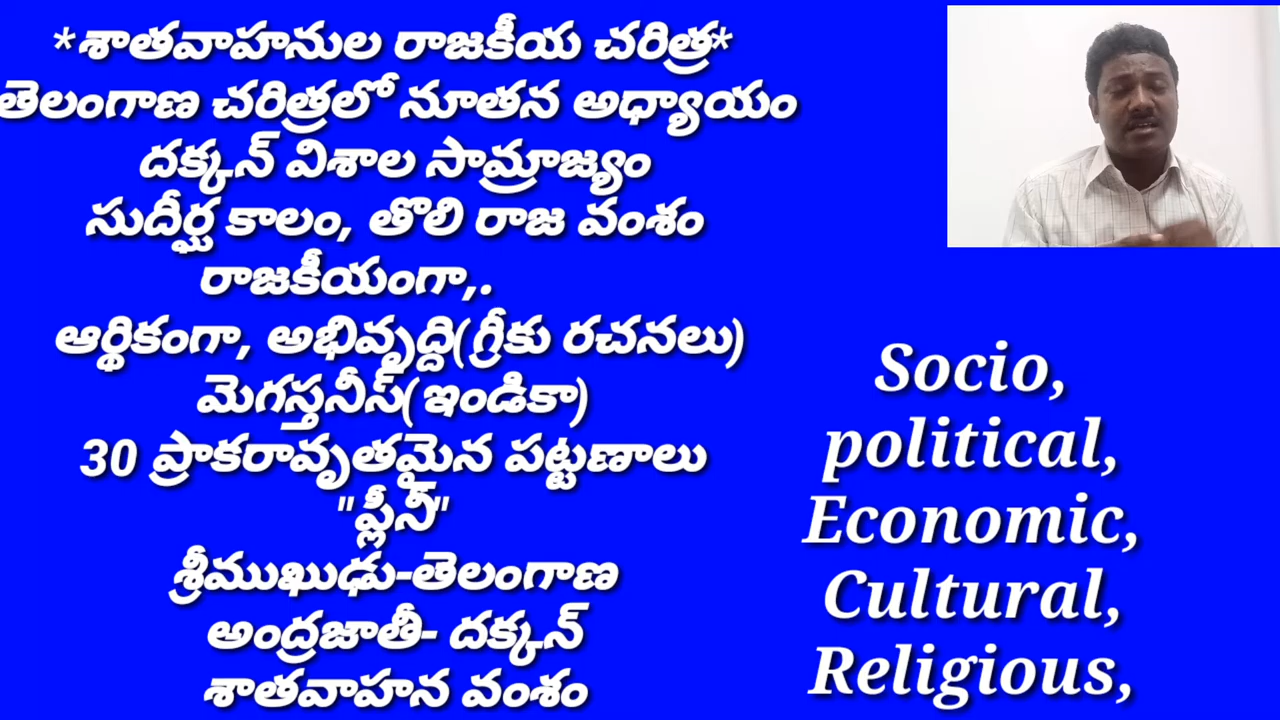 *శాతవాహనుల రాజకీయ చరిత్ర*
తెలంగాణ చరిత్రలో నూతన అధ్యాయం
దక్కన్ విశాల సామ్రాజ్యం
సుదీర్ఘ కాలం, తొలి రాజ వంశం
రాజకీయంగా,.
ఆర్థికంగా, అభివృద్ది(గ్రీకు రచనలు)
మెగస్తనీస్(ఇండికా)
30 ప్రాకరావృతమైన పట్టణాలు
"ప్లీనీ"
శ్రీముఖుఢు-తెలంగాణ
అంద్రజాతీ- దక్కన్
శాతవాహన వంశం
Socio,
political,
Economic,
Cultural,
Religious,